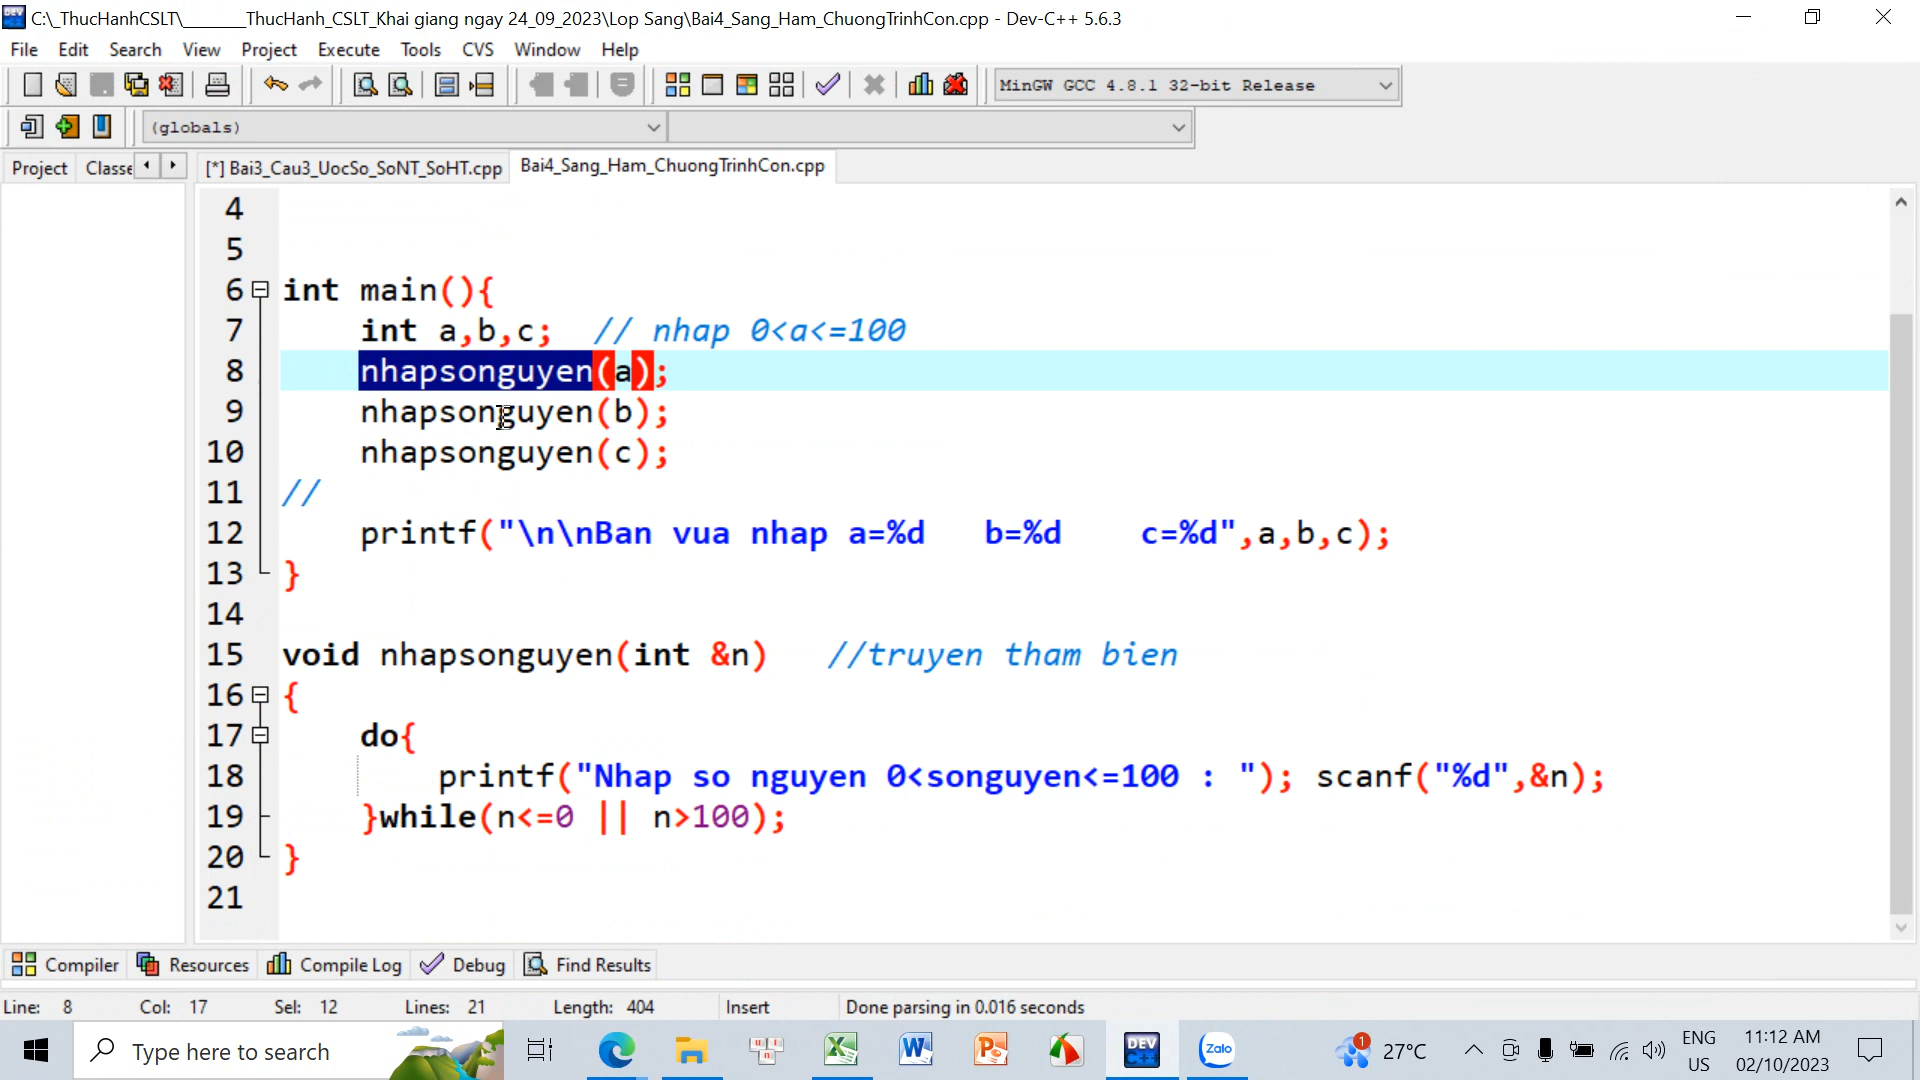 C:\_ThucHanhCSLT\_______ThucHanh_CSLT_Khai giang ngay 24_09_2023\Lop Sang\Bai4_Sang_Ham_ChuongTrinhCon.cpp - Dev-C++ 5.6.3
File Edit Search View Project Execute Tools CVS Window Help
MinGW GCC 4.8.1 32-bit Release
(globals)
Project Classe [*] Bai3_Cau3_UocSo_SoNT_SoHT.cpp Bai4_Sang_Ham_ChuongTrinhCon.cpp
4
5
6 int main(){
7 int a,b,c; // nhap 0<a<=100
8 nhapsonguyen(a);
9 nhapsonguyen(b);
10 nhapsonguyen(c);
11 //
12 printf("\n\nBan vua nhap a=%d b=%d c=%d",a,b,c);
13 }
14
15 void nhapsonguyen(int &n) //truyen tham bien
16 {
17 do{
18 printf("Nhap so nguyen 0<songuyen<=100 : "); scanf("%d",&n);
19 }while(n<=0 || n>100);
20 }
21
Compiler Resources Compile Log Debug Find Results
Line: 8 Col: 17 Sel: 12 Lines: 21 Length: 404 Insert Done parsing in 0.016 seconds
Type here to search DEV Zalo 1 27°C ENG 11:12 AM
US 02/10/2023